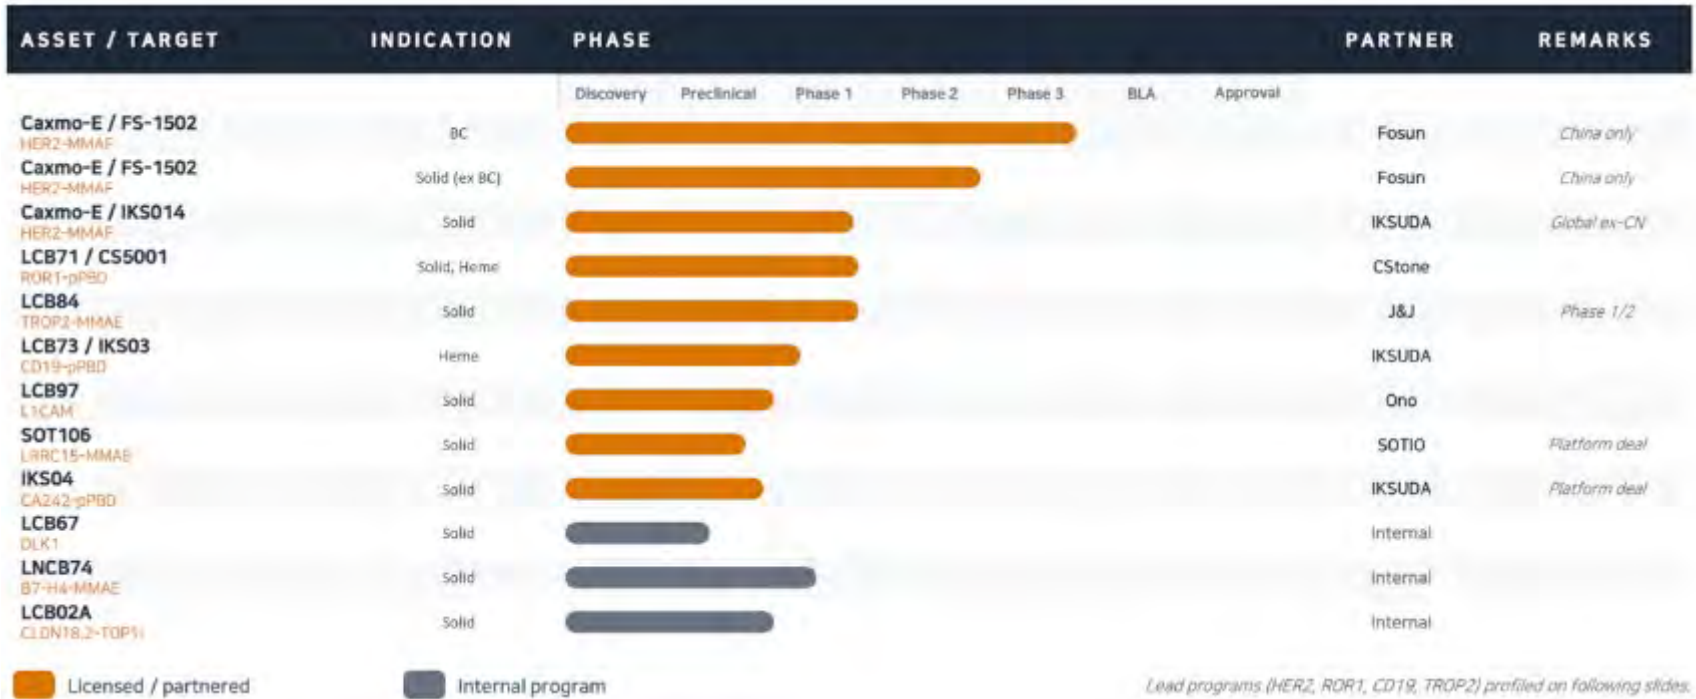 ASSET / TARGET INDICATION PHASE PARTNER REMARKS
Discovery Preclinical Phase 1 Phase 2 Phase 3 BLA Approval
Caxmo-E / FS-1502
HER2-MMAF
BC Fosun China only
Caxmo-E / FS-1502
HER2-MMAF
Solid (ex BC) Fosun China only
Caxmo-E / IKS014
HER2-MMAF
Solid IKSUDA Global ex-CN
LCB71 / CS5001
ROR1-pPBD
Solid, Heme CStone
LCB84
TROP2-MMAE
Solid J&J Phase 1/2
LCB73 / IKS03
CD19-pPBD
Heme IKSUDA
LCB97
L1CAM
Solid Ono
SOT106
LRRC15-MMAE
Solid SOTIO Platform deal
IKS04
CA242-pPBD
Solid IKSUDA Platform deal
LCB67
DLK1
Solid Internal
LNCB74
B7-H4-MMAE
Solid Internal
LCB02A
CLDN18.2-TOP1i
Solid Internal
Licensed / partnered Internal program
Lead programs (HER2, ROR1, CD19, TROP2) profiled on following slides.